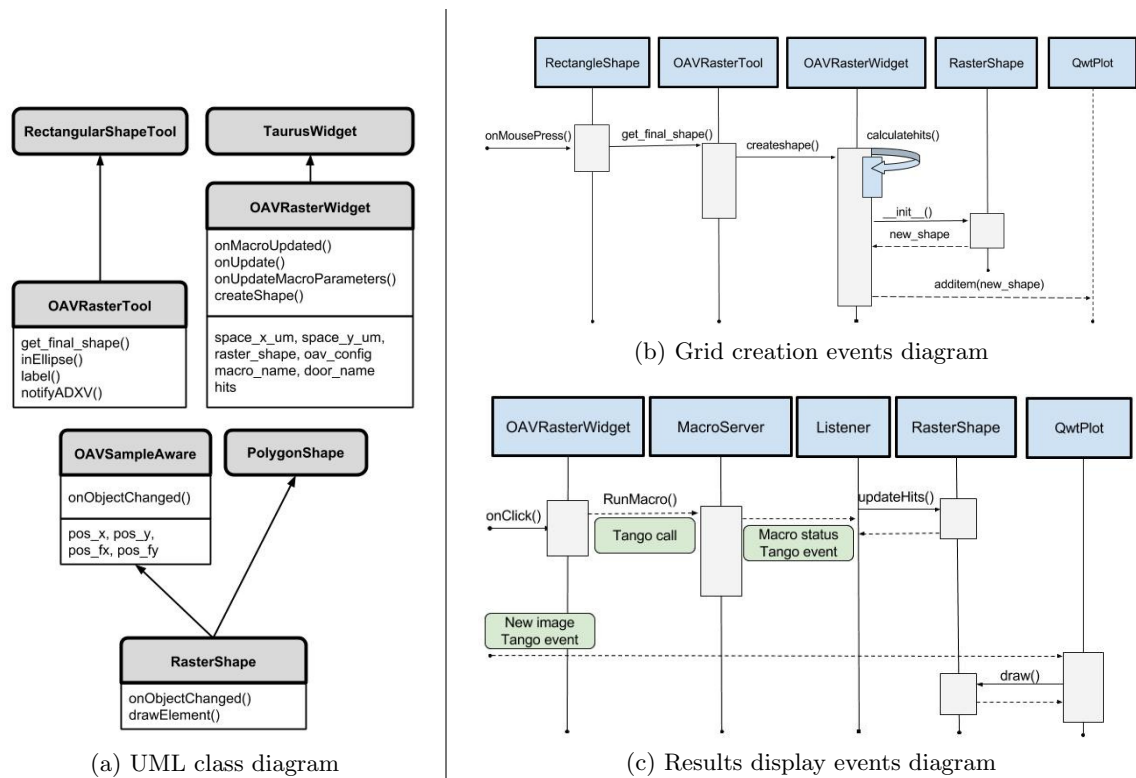 RectangularShapeTool
TaurusWidget
OAVRasterWidget
onMacroUpdated()
onUpdate()
onUpdateMacroParameters()
createShape()
space_x_um, space_y_um,
raster_shape, oav_config
macro_name, door_name
hits
OAVRasterTool
get_final_shape()
inEllipse()
label()
notifyADXV()
OAVSampleAware
onObjectChanged()
pos_x, pos_y,
pos_fx, pos_fy
PolygonShape
RasterShape
onObjectChanged()
drawElement()
(a) UML class diagram
RectangleShape
OAVRasterTool
OAVRasterWidget
RasterShape
QwtPlot
onMousePress()
get_final_shape()
createshape()
calculatehits()
__init__()
new_shape
additem(new_shape)
(b) Grid creation events diagram
OAVRasterWidget
MacroServer
Listener
RasterShape
QwtPlot
onClick()
RunMacro()
Tango call
Macro status
Tango event
updateHits()
New image
Tango event
draw()
(c) Results display events diagram